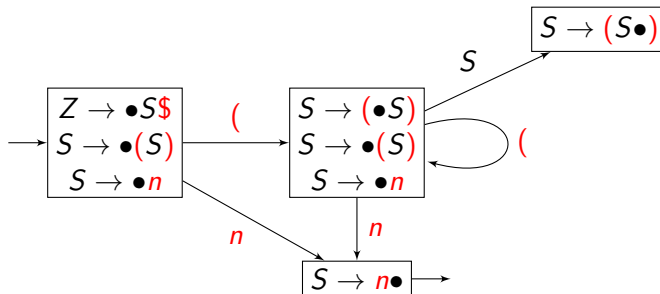 S → (S•)
S
Z → •S$
S → •(S)
S → •n
(
S → (•S)
S → •(S)
S → •n
(
n
n
S → n•